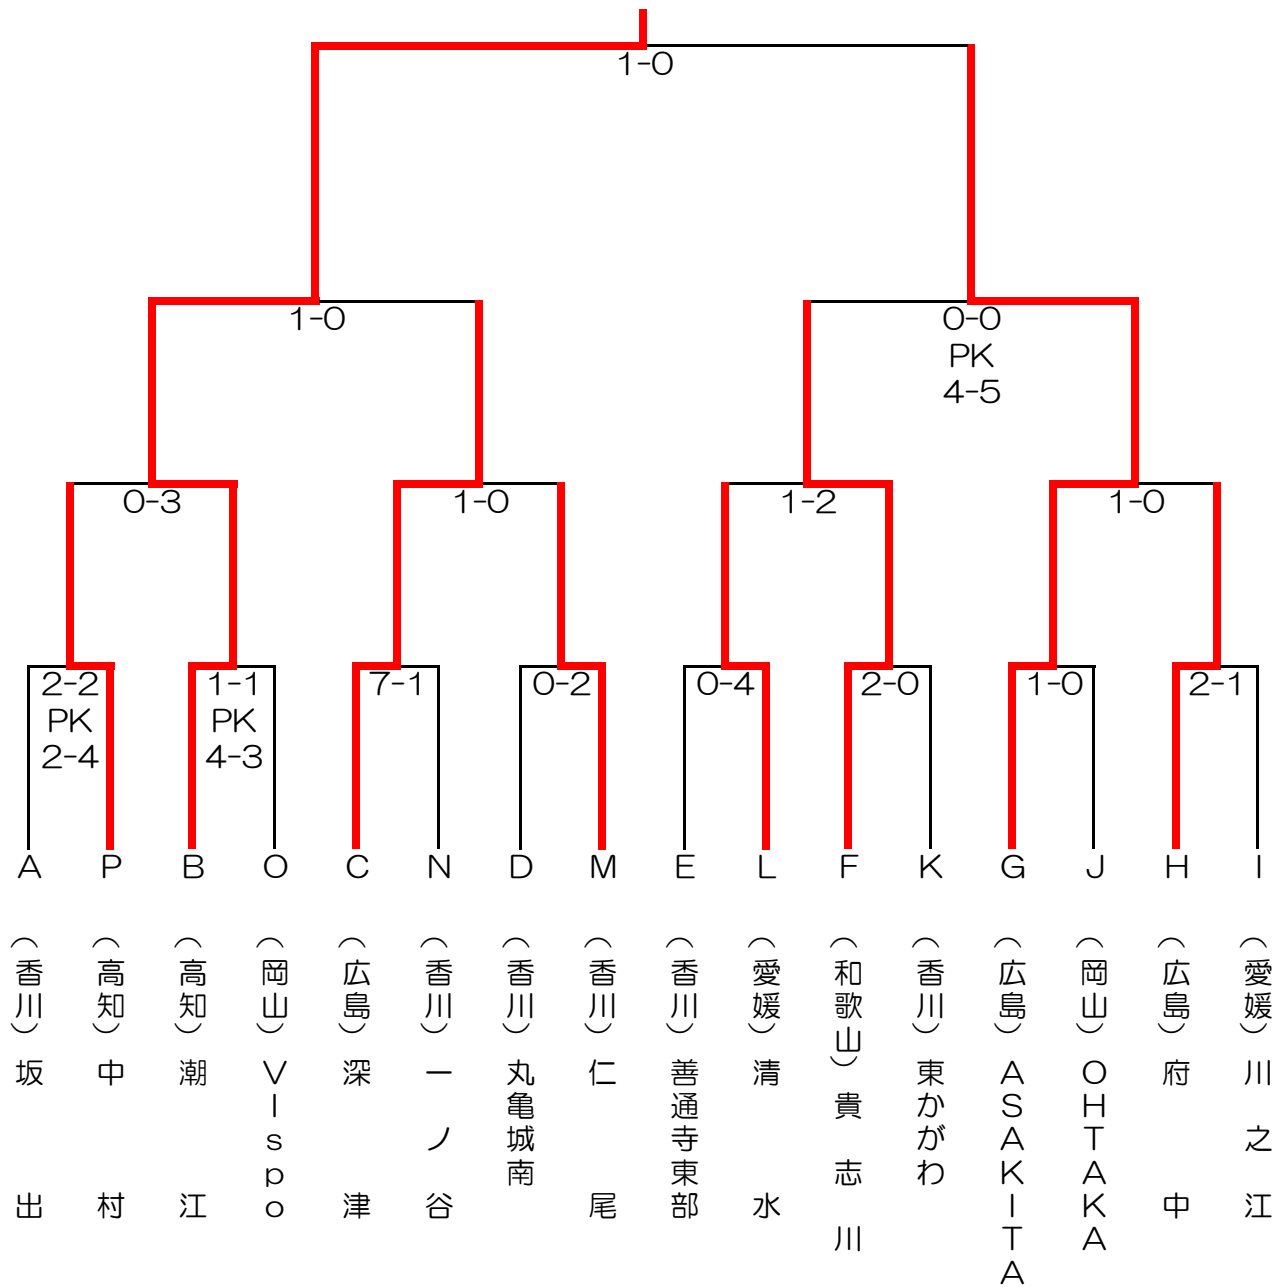 1-0
1-0
0-0
PK
4-5
0-3
1-0
1-2
1-0
2-2
PK
2-4
1-1
PK
4-3
7-1
0-2
0-4
2-0
1-0
2-1
A
P
B
O
C
N
D
M
E
L
F
K
G
J
H
I
(香川)坂出
(高知)中村
(高知)潮江
(岡山)VIspo
(広島)深津
(香川)一ノ谷
(香川)丸亀城南
(香川)仁尾
(香川)善通寺東部
(愛媛)清水
(和歌山)貴志川
(香川)東かがわ
(広島)ASAKITA
(岡山)OHTAKA
(広島)府中
(愛媛)川之江